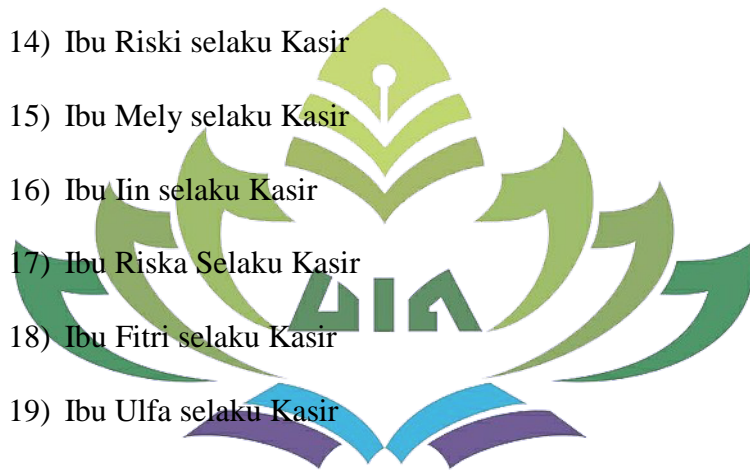 14) Ibu Riski selaku Kasir
15) Ibu Mely selaku Kasir
16) Ibu Iin selaku Kasir
17) Ibu Riska Selaku Kasir
UIN
18) Ibu Fitri selaku Kasir
19) Ibu Ulfa selaku Kasir